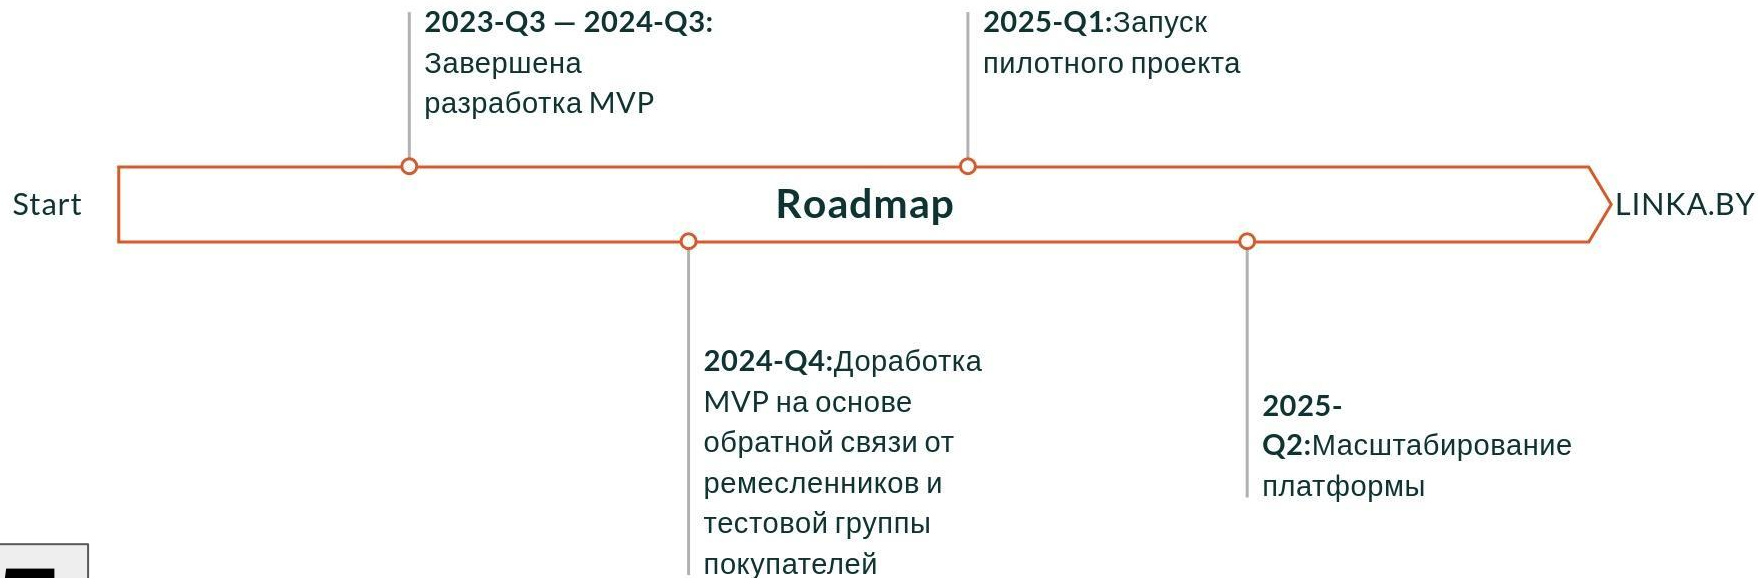 2023-Q3 — 2024-Q3:
Завершена
разработка MVP
2025-Q1:Запуск
пилотного проекта
Start
Roadmap
LINKA.BY
2024-Q4:Доработка
MVP на основе
обратной связи от
ремесленников и
тестовой группы
покупателей
2025-
Q2:Масштабирование
платформы